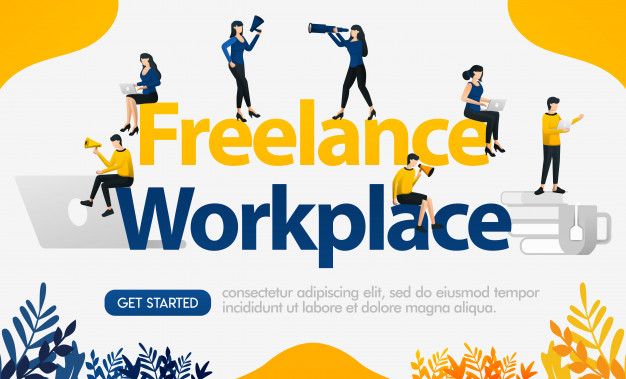 Freelance
Workplace
GET STARTED
consectetur adipiscing elit, sed do eiusmod tempor
incididunt ut labore et dolore magna aliqua.